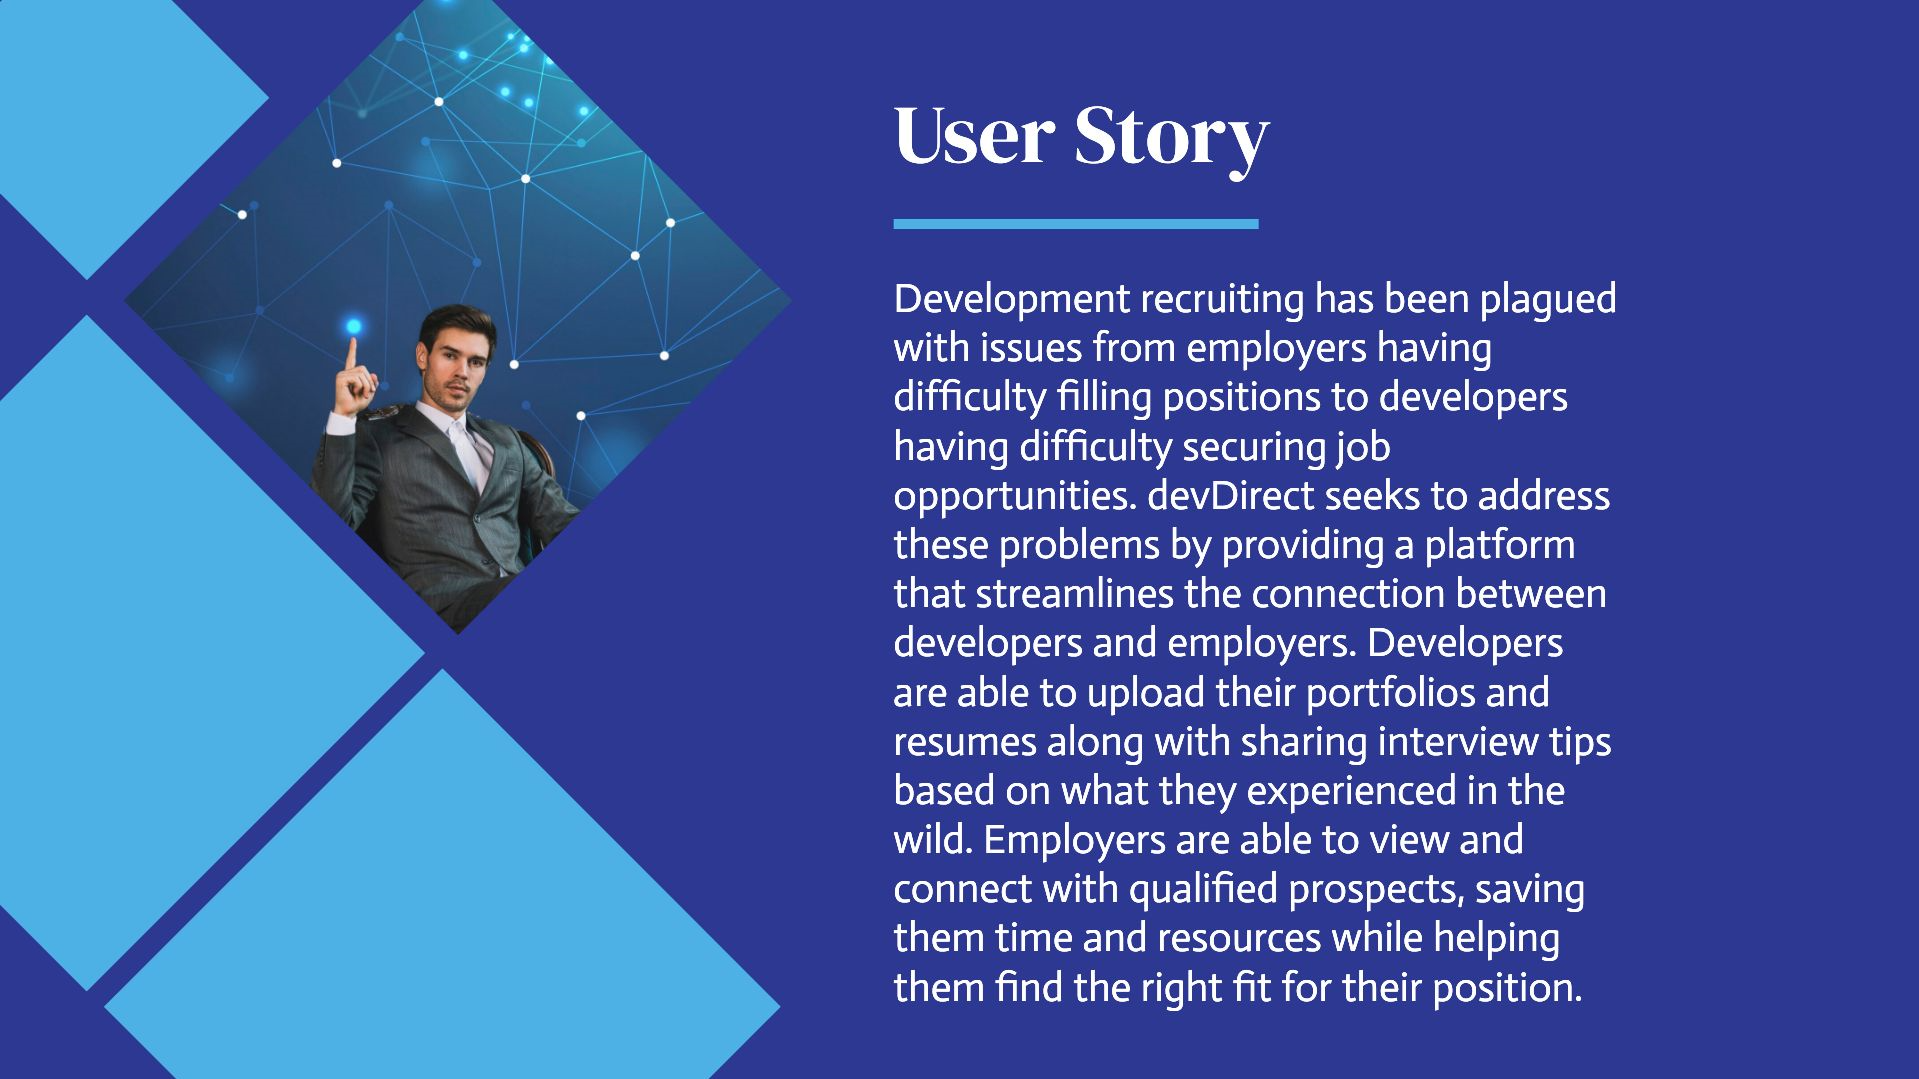 User Story
Development recruiting has been plagued
with issues from employers having
difficulty filling positions to developers
having difficulty securing job
opportunities. devDirect seeks to address
these problems by providing a platform
that streamlines the connection between
developers and employers. Developers
are able to upload their portfolios and
resumes along with sharing interview tips
based on what they experienced in the
wild. Employers are able to view and
connect with qualified prospects, saving
them time and resources while helping
them find the right fit for their position.